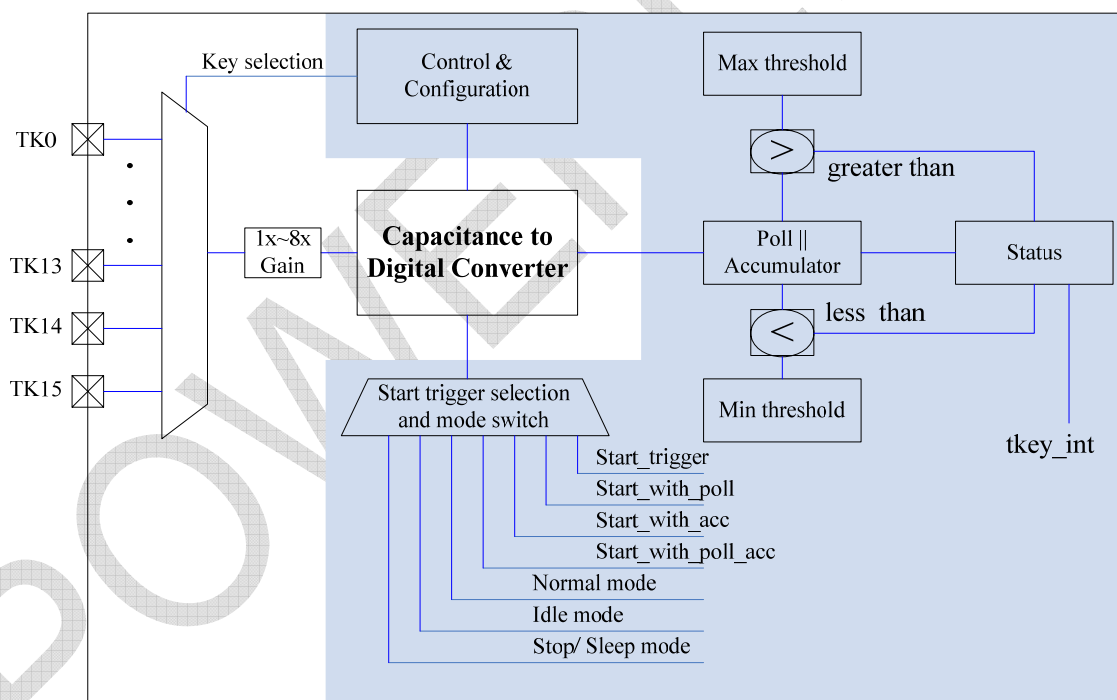 Key selection
Control &
Configuration
Max threshold
TK0
>
greater than
1x~8x
Gain
Capacitance to
Digital Converter
Poll ||
Accumulator
Status
TK13
TK14
TK15
<
less than
Start trigger selection
and mode switch
Min threshold
tkey_int
Start_trigger
Start_with_poll
Start_with_acc
Start_with_poll_acc
Normal mode
Idle mode
Stop/ Sleep mode
POWER